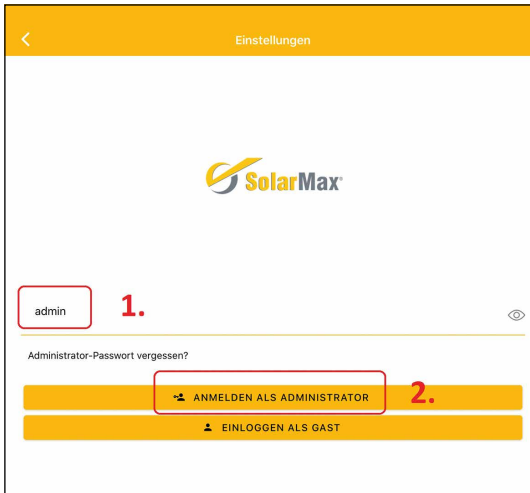 Einstellungen
SolarMax®
admin
1.
Administrator-Passwort vergessen?
ANMELDEN ALS ADMINISTRATOR
2.
EINLOGGEN ALS GAST